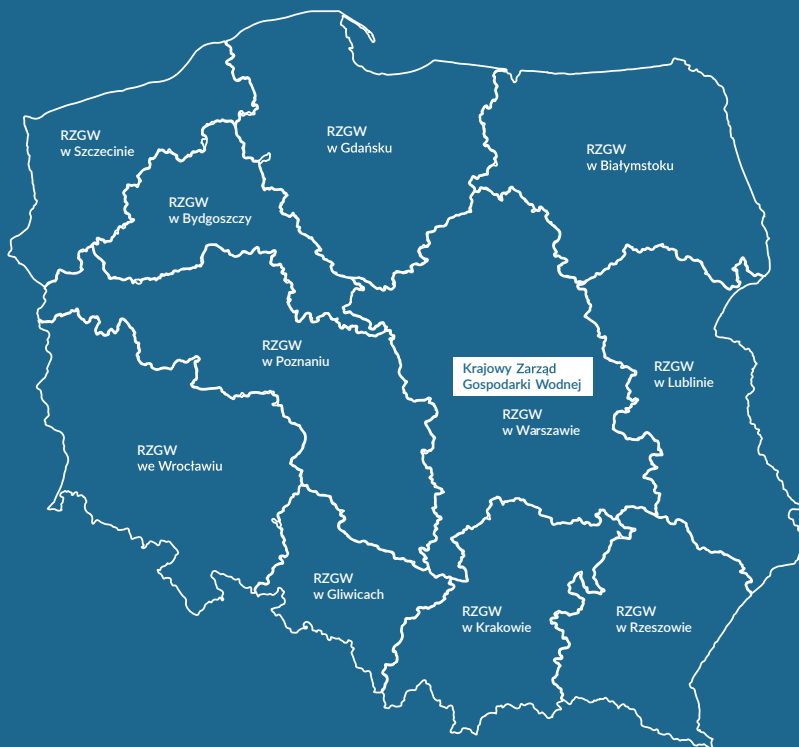 RZGW
w Szczecinie
RZGW
w Gdańsku
RZGW
w Białymstoku
RZGW
w Bydgoszczy
RZGW
w Poznaniu
Krajowy Zarząd
Gospodarki Wodnej
RZGW
w Lublinie
RZGW
w Warszawie
RZGW
we Wrocławiu
RZGW
w Gliwicach
RZGW
w Krakowie
RZGW
w Rzeszowie